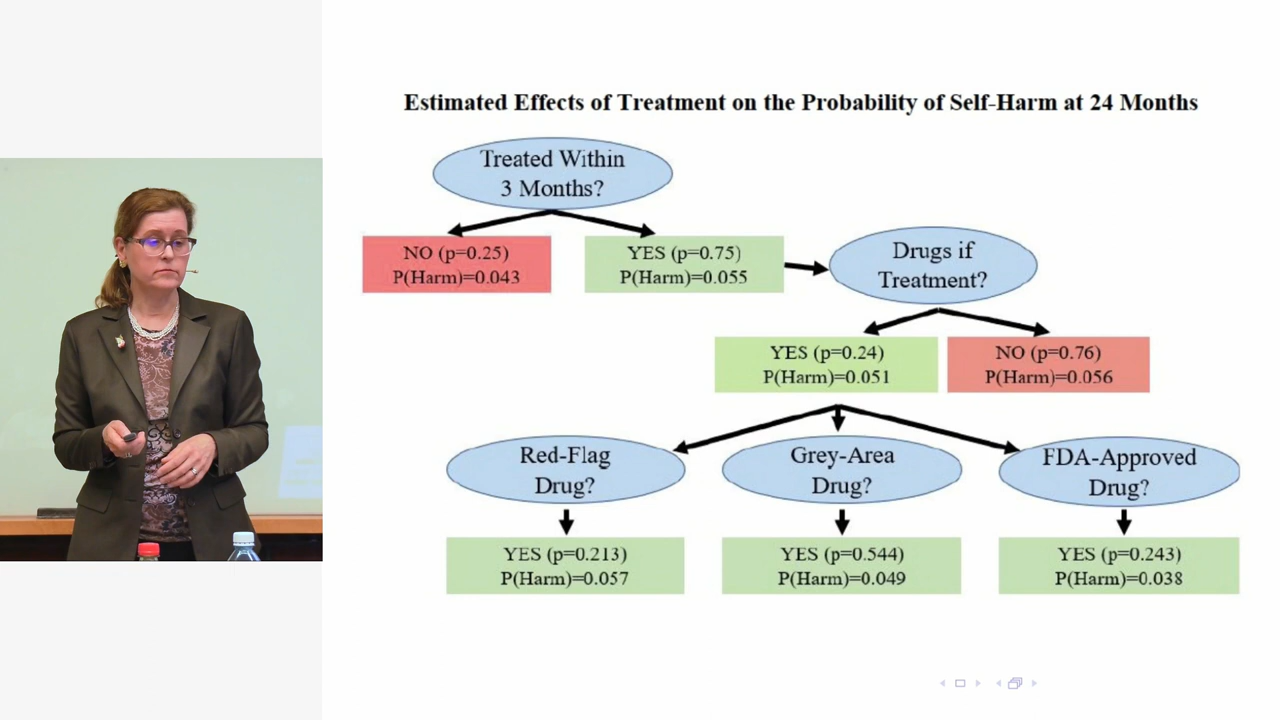 Estimated Effects of Treatment on the Probability of Self-Harm at 24 Months
Treated Within
3 Months?
NO (p=0.25)
P(Harm)=0.043
YES (p=0.75)
P(Harm)=0.055
Drugs if
Treatment?
YES (p=0.24)
P(Harm)=0.051
NO (p=0.76)
P(Harm)=0.056
Red-Flag
Drug?
Grey-Area
Drug?
FDA-Approved
Drug?
YES (p=0.213)
P(Harm)=0.057
YES (p=0.544)
P(Harm)=0.049
YES (p=0.243)
P(Harm)=0.038